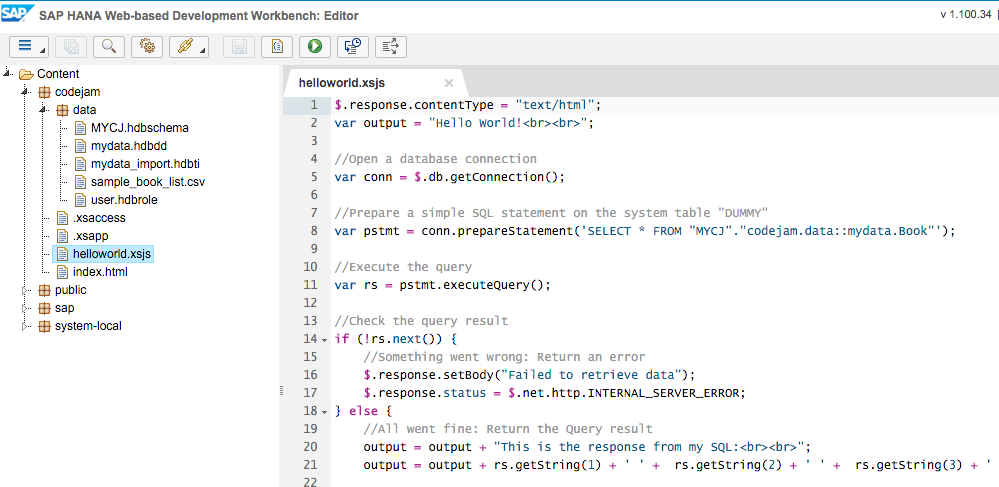 SAP SAP HANA Web-based Development Workbench: Editor
v 1.100.34
Content
codejam
data
MYCJ.hdbschema
mydata.hdbdd
mydata_import.hdbti
sample_book_list.csv
user.hdbrole
.xsaccess
.xsapp
helloworld.xsjs
index.html
public
sap
system-local
helloworld.xsjs
1 $.response.contentType = "text/html";
2 var output = "Hello World!<br><br>";
3
4 //Open a database connection
5 var conn = $.db.getConnection();
6
7 //Prepare a simple SQL statement on the system table "DUMMY"
8 var pstmt = conn.prepareStatement('SELECT * FROM "MYCJ"."codejam.data::mydata.Book"');
9
10 //Execute the query
11 var rs = pstmt.executeQuery();
12
13 //Check the query result
14 if (!rs.next()) {
15 //Something went wrong: Return an error
16 $.response.setBody("Failed to retrieve data");
17 $.response.status = $.net.http.INTERNAL_SERVER_ERROR;
18 } else {
19 //All went fine: Return the Query result
20 output = output + "This is the response from my SQL:<br><br>";
21 output = output + rs.getString(1) + ' ' + rs.getString(2) + ' ' + rs.getString(3) + '
22